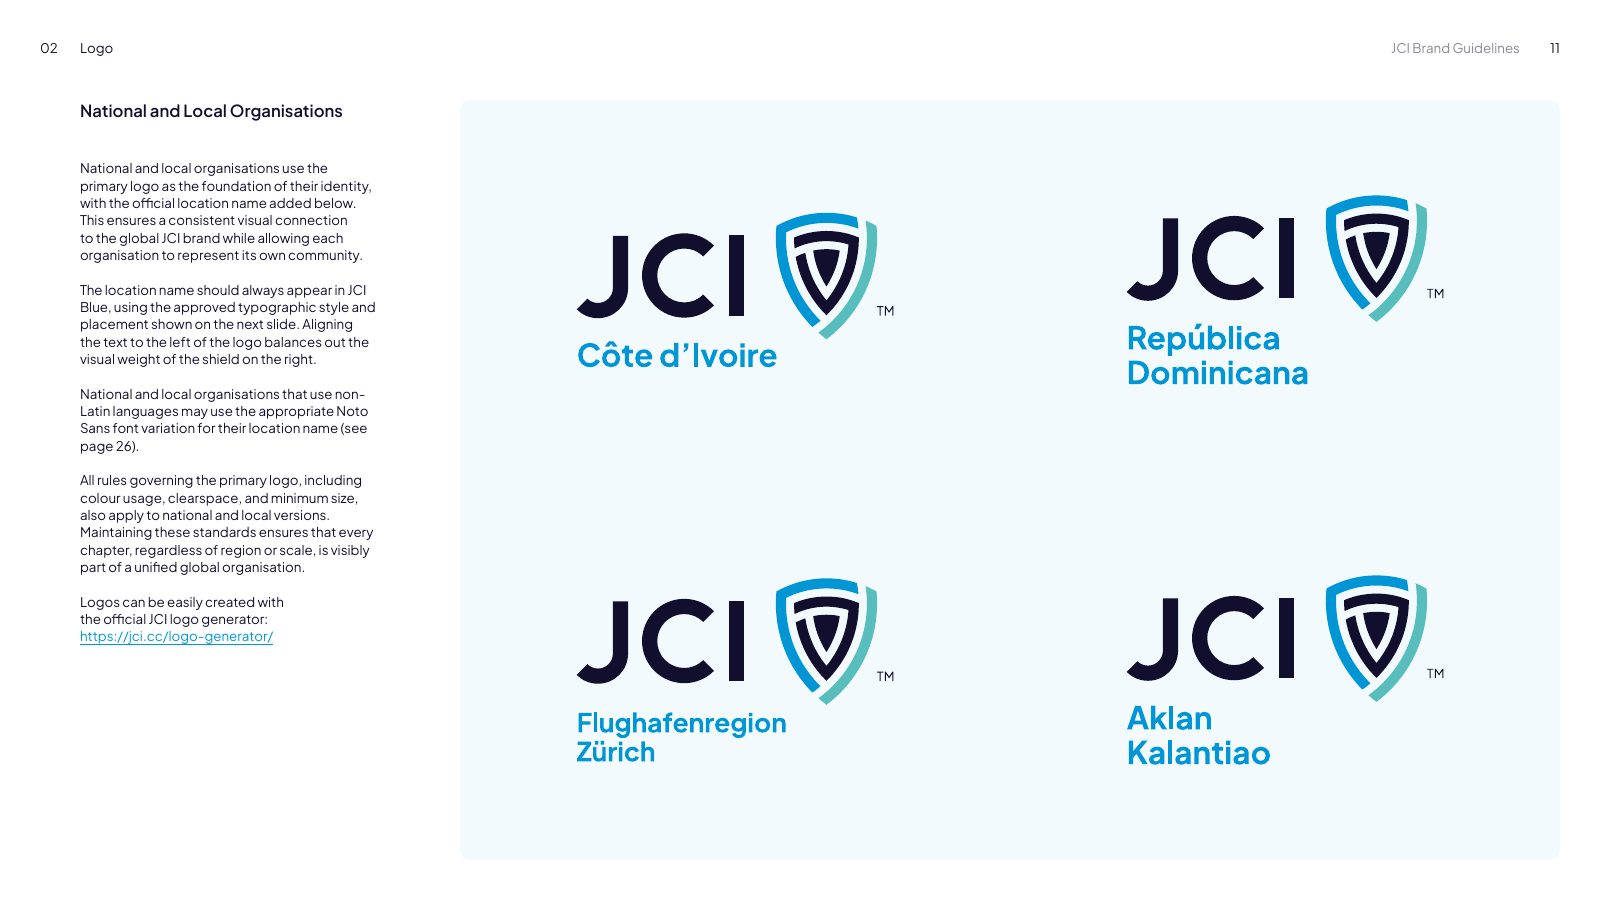 02 Logo
JCI Brand Guidelines 11
National and Local Organisations
National and local organisations use the
primary logo as the foundation of their identity,
with the official location name added below.
This ensures a consistent visual connection
to the global JCI brand while allowing each
organisation to represent its own community.
The location name should always appear in JCI
Blue, using the approved typographic style and
placement shown on the next slide. Aligning
the text to the left of the logo balances out the
visual weight of the shield on the right.
National and local organisations that use non-
Latin languages may use the appropriate Noto
Sans font variation for their location name (see
page 26).
All rules governing the primary logo, including
colour usage, clearspace, and minimum size,
also apply to national and local versions.
Maintaining these standards ensures that every
chapter, regardless of region or scale, is visibly
part of a unified global organisation.
Logos can be easily created with
the official JCI logo generator:
https://jci.cc/logo-generator/
JCI TM
Côte d’Ivoire
JCI TM
República
Dominicana
JCI TM
Flughafenregion
Zürich
JCI TM
Aklan
Kalantiao